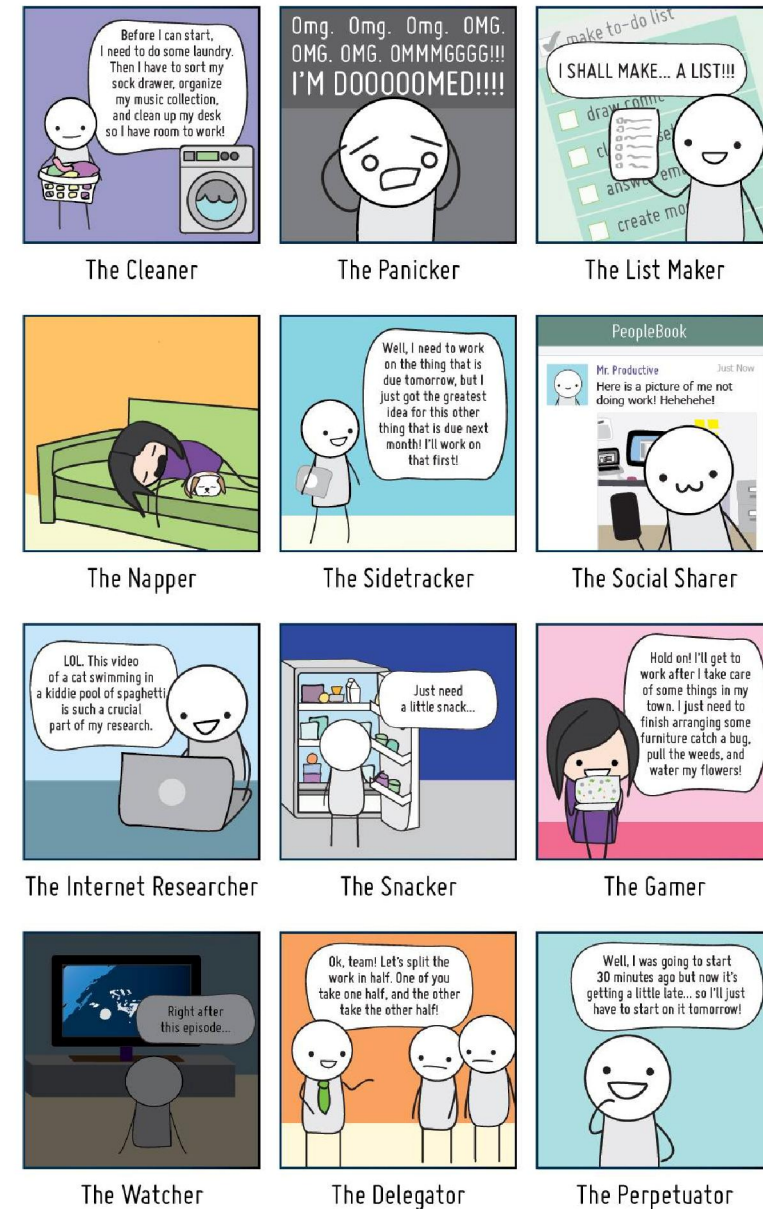 Before I can start,
I need to do some laundry.
Then I have to sort my
sock drawer, organize
my music collection,
and clean up my desk
so I have room to work!
The Cleaner
Omg. Omg. Omg. OMG.
OMG. OMG. OMMMGGGG!!!
I'M DOOOOOMED!!!!
The Panicker
make to-do list
I SHALL MAKE... A LIST!!!
draw comic
answer
create
The List Maker
The Napper
Well, I need to work
on the thing that is
due tomorrow, but I
just got the greatest
idea for this other
thing that is due next
month! I'll work on
that first!
The Sidetracker
PeopleBook
Mr. Productive
Just Now
Here is a picture of me not
doing work! Hehehehe!
The Social Sharer
LOL. This video
of a cat swimming in
a kiddie pool of spaghetti
is such a crucial
part of my research.
The Internet Researcher
Just need
a little snack...
The Snacker
Hold on! I'll get to
work after I take care
of some things in my
town. I just need to
finish arranging some
furniture catch a bug,
pull the weeds, and
water my flowers!
The Gamer
Right after
this episode...
The Watcher
Ok, team! Let's split the
work in half. One of you
take one half, and the other
take the other half!
The Delegator
Well, I was going to start
30 minutes ago but now it's
getting a little late... so I'll just
have to start on it tomorrow!
The Perpetuator